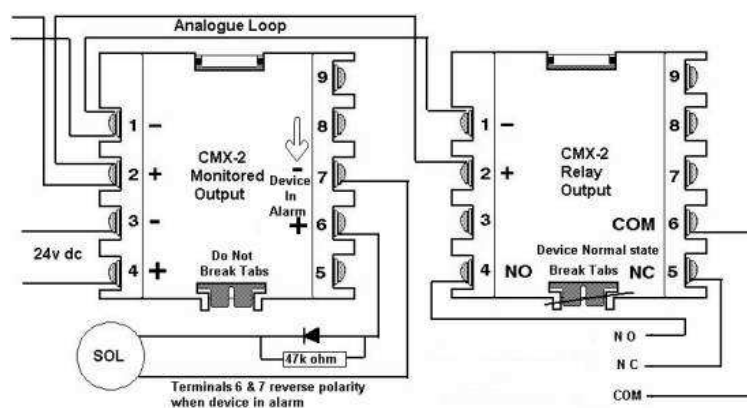 Analogue Loop
9
8
7
6
5
1 -
2 +
3 -
4 +
CMX-2
Monitored
Output
-
Device
In
Alarm
+
Do Not
Break Tabs
24v dc
SOL
47k ohm
Terminals 6 & 7 reverse polarity
when device in alarm
9
8
7
6
5
1 -
2 +
3
4
CMX-2
Relay
Output
COM
Device Normal state
NO
Break Tabs
NC
N O
N C
COM